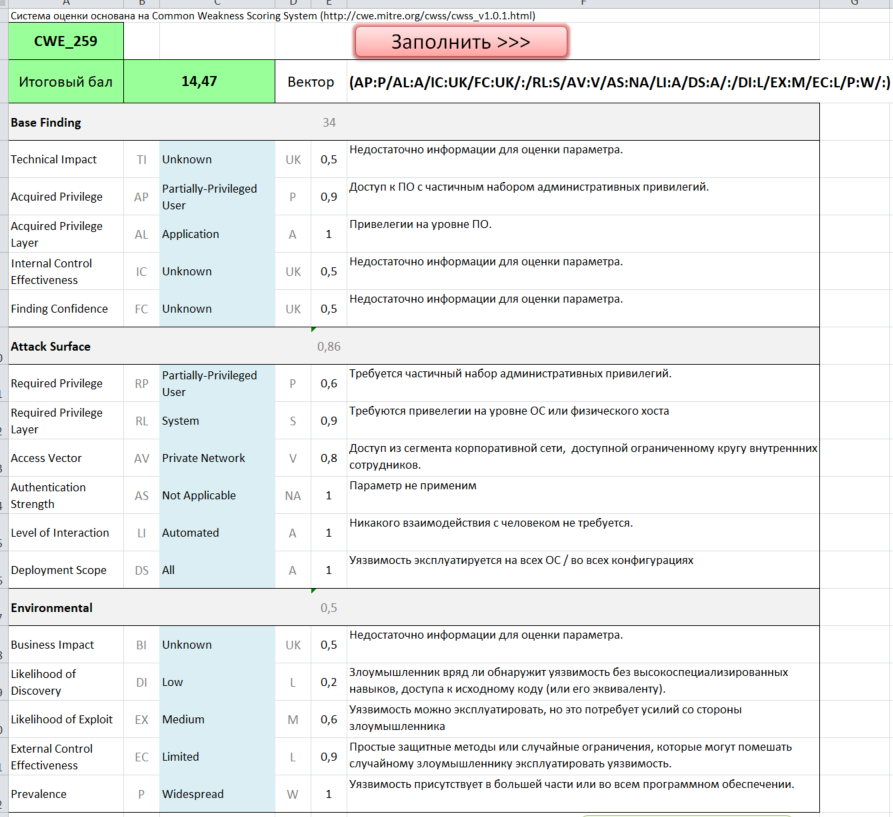 A B C D E F G
Система оценки основана на Common Weakness Scoring System (http://cwe.mitre.org/cwss/cwss_v1.0.1.html)
CWE_259 Заполнить >>>
Итоговый бал 14,47 Вектор (AP:P/AL:A/IC:UK/FC:UK/:/RL:S/AV:V/AS:NA/LI:A/DS:A/:/DI:L/EX:M/EC:L/P:W/:)
Base Finding 34
Technical Impact TI Unknown UK 0,5 Недостаточно информации для оценки параметра.
Acquired Privilege AP Partially-Privileged User P 0,9 Доступ к ПО с частичным набором административных привилегий.
Acquired Privilege Layer AL Application A 1 Привелегии на уровне ПО.
Internal Control Effectiveness IC Unknown UK 0,5 Недостаточно информации для оценки параметра.
Finding Confidence FC Unknown UK 0,5 Недостаточно информации для оценки параметра.
Attack Surface 0,86
Required Privilege RP Partially-Privileged User P 0,6 Требуется частичный набор административных привилегий.
Required Privilege Layer RL System S 0,9 Требуются привелегии на уровне ОС или физического хоста
Access Vector AV Private Network V 0,8 Доступ из сегмента корпоративной сети, доступной ограниченному кругу внутреннних сотрудников.
Authentication Strength AS Not Applicable NA 1 Параметр не применим
Level of Interaction LI Automated A 1 Никакого взаимодействия с человеком не требуется.
Deployment Scope DS All A 1 Уязвимость эксплуатируется на всех ОС / во всех конфигурациях
Environmental 0,5
Business Impact BI Unknown UK 0,5 Недостаточно информации для оценки параметра.
Likelihood of Discovery DI Low L 0,2 Злоумышленник вряд ли обнаружит уязвимость без высокоспециализированных навыков, доступа к исходному коду (или его эквиваленту).
Likelihood of Exploit EX Medium M 0,6 Уязвимость можно эксплуатировать, но это потребует усилий со стороны злоумышленника
External Control Effectiveness EC Limited L 0,9 Простые защитные методы или случайные ограничения, которые могут помешать случайному злоумышленнику эксплуатировать уязвимость.
Prevalence P Widespread W 1 Уязвимость присутствует в большей части или во всем программном обеспечении.